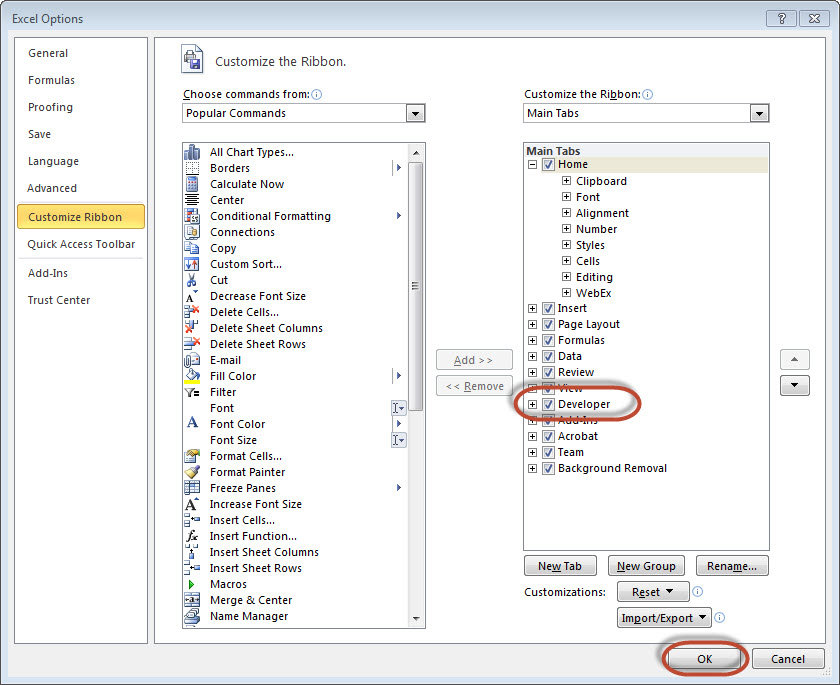 Excel Options
General
Formulas
Proofing
Save
Language
Advanced
Customize Ribbon
Quick Access Toolbar
Add-Ins
Trust Center
Customize the Ribbon.
Choose commands from:
Popular Commands
All Chart Types...
Borders
Calculate Now
Center
Conditional Formatting
Connections
Copy
Custom Sort...
Cut
Decrease Font Size
Delete Cells...
Delete Sheet Columns
Delete Sheet Rows
E-mail
Fill Color
Filter
Font
Font Color
Font Size
Format Cells...
Format Painter
Freeze Panes
Increase Font Size
Insert Cells...
Insert Function...
Insert Sheet Columns
Insert Sheet Rows
Macros
Merge & Center
Name Manager
Add >>
<< Remove
Customize the Ribbon:
Main Tabs
Main Tabs
Home
Clipboard
Font
Alignment
Number
Styles
Cells
Editing
WebEx
Insert
Page Layout
Formulas
Data
Review
View
Developer
Add-Ins
Acrobat
Team
Background Removal
New Tab
New Group
Rename...
Customizations:
Reset
Import/Export
OK
Cancel